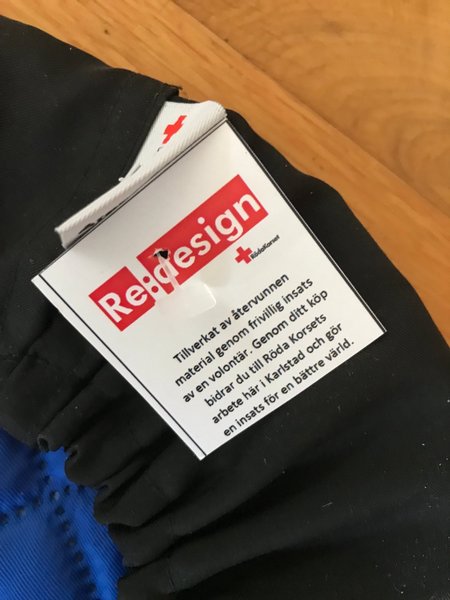 Re:design
RödaKorset
Tillverkat av återvunnen
material genom frivillig insats
av en volontär. Genom ditt köp
bidrar du till Röda Korsets
arbete här i Karlstad och gör
en insats för en bättre värld.